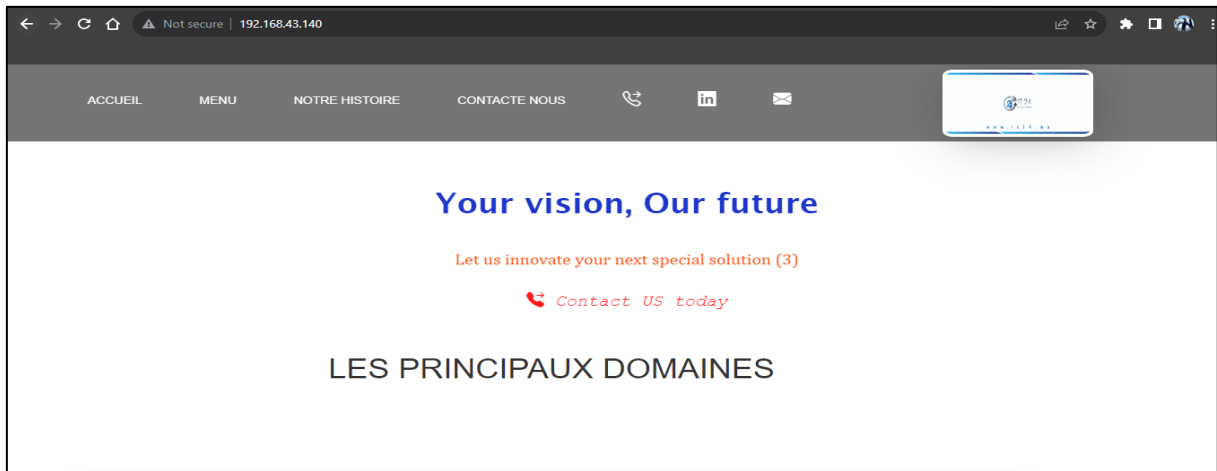 Not secure | 192.168.43.140
ACCUEIL MENU NOTRE HISTOIRE CONTACTE NOUS
Your vision, Our future
Let us innovate your next special solution (3)
Contact US today
LES PRINCIPAUX DOMAINES